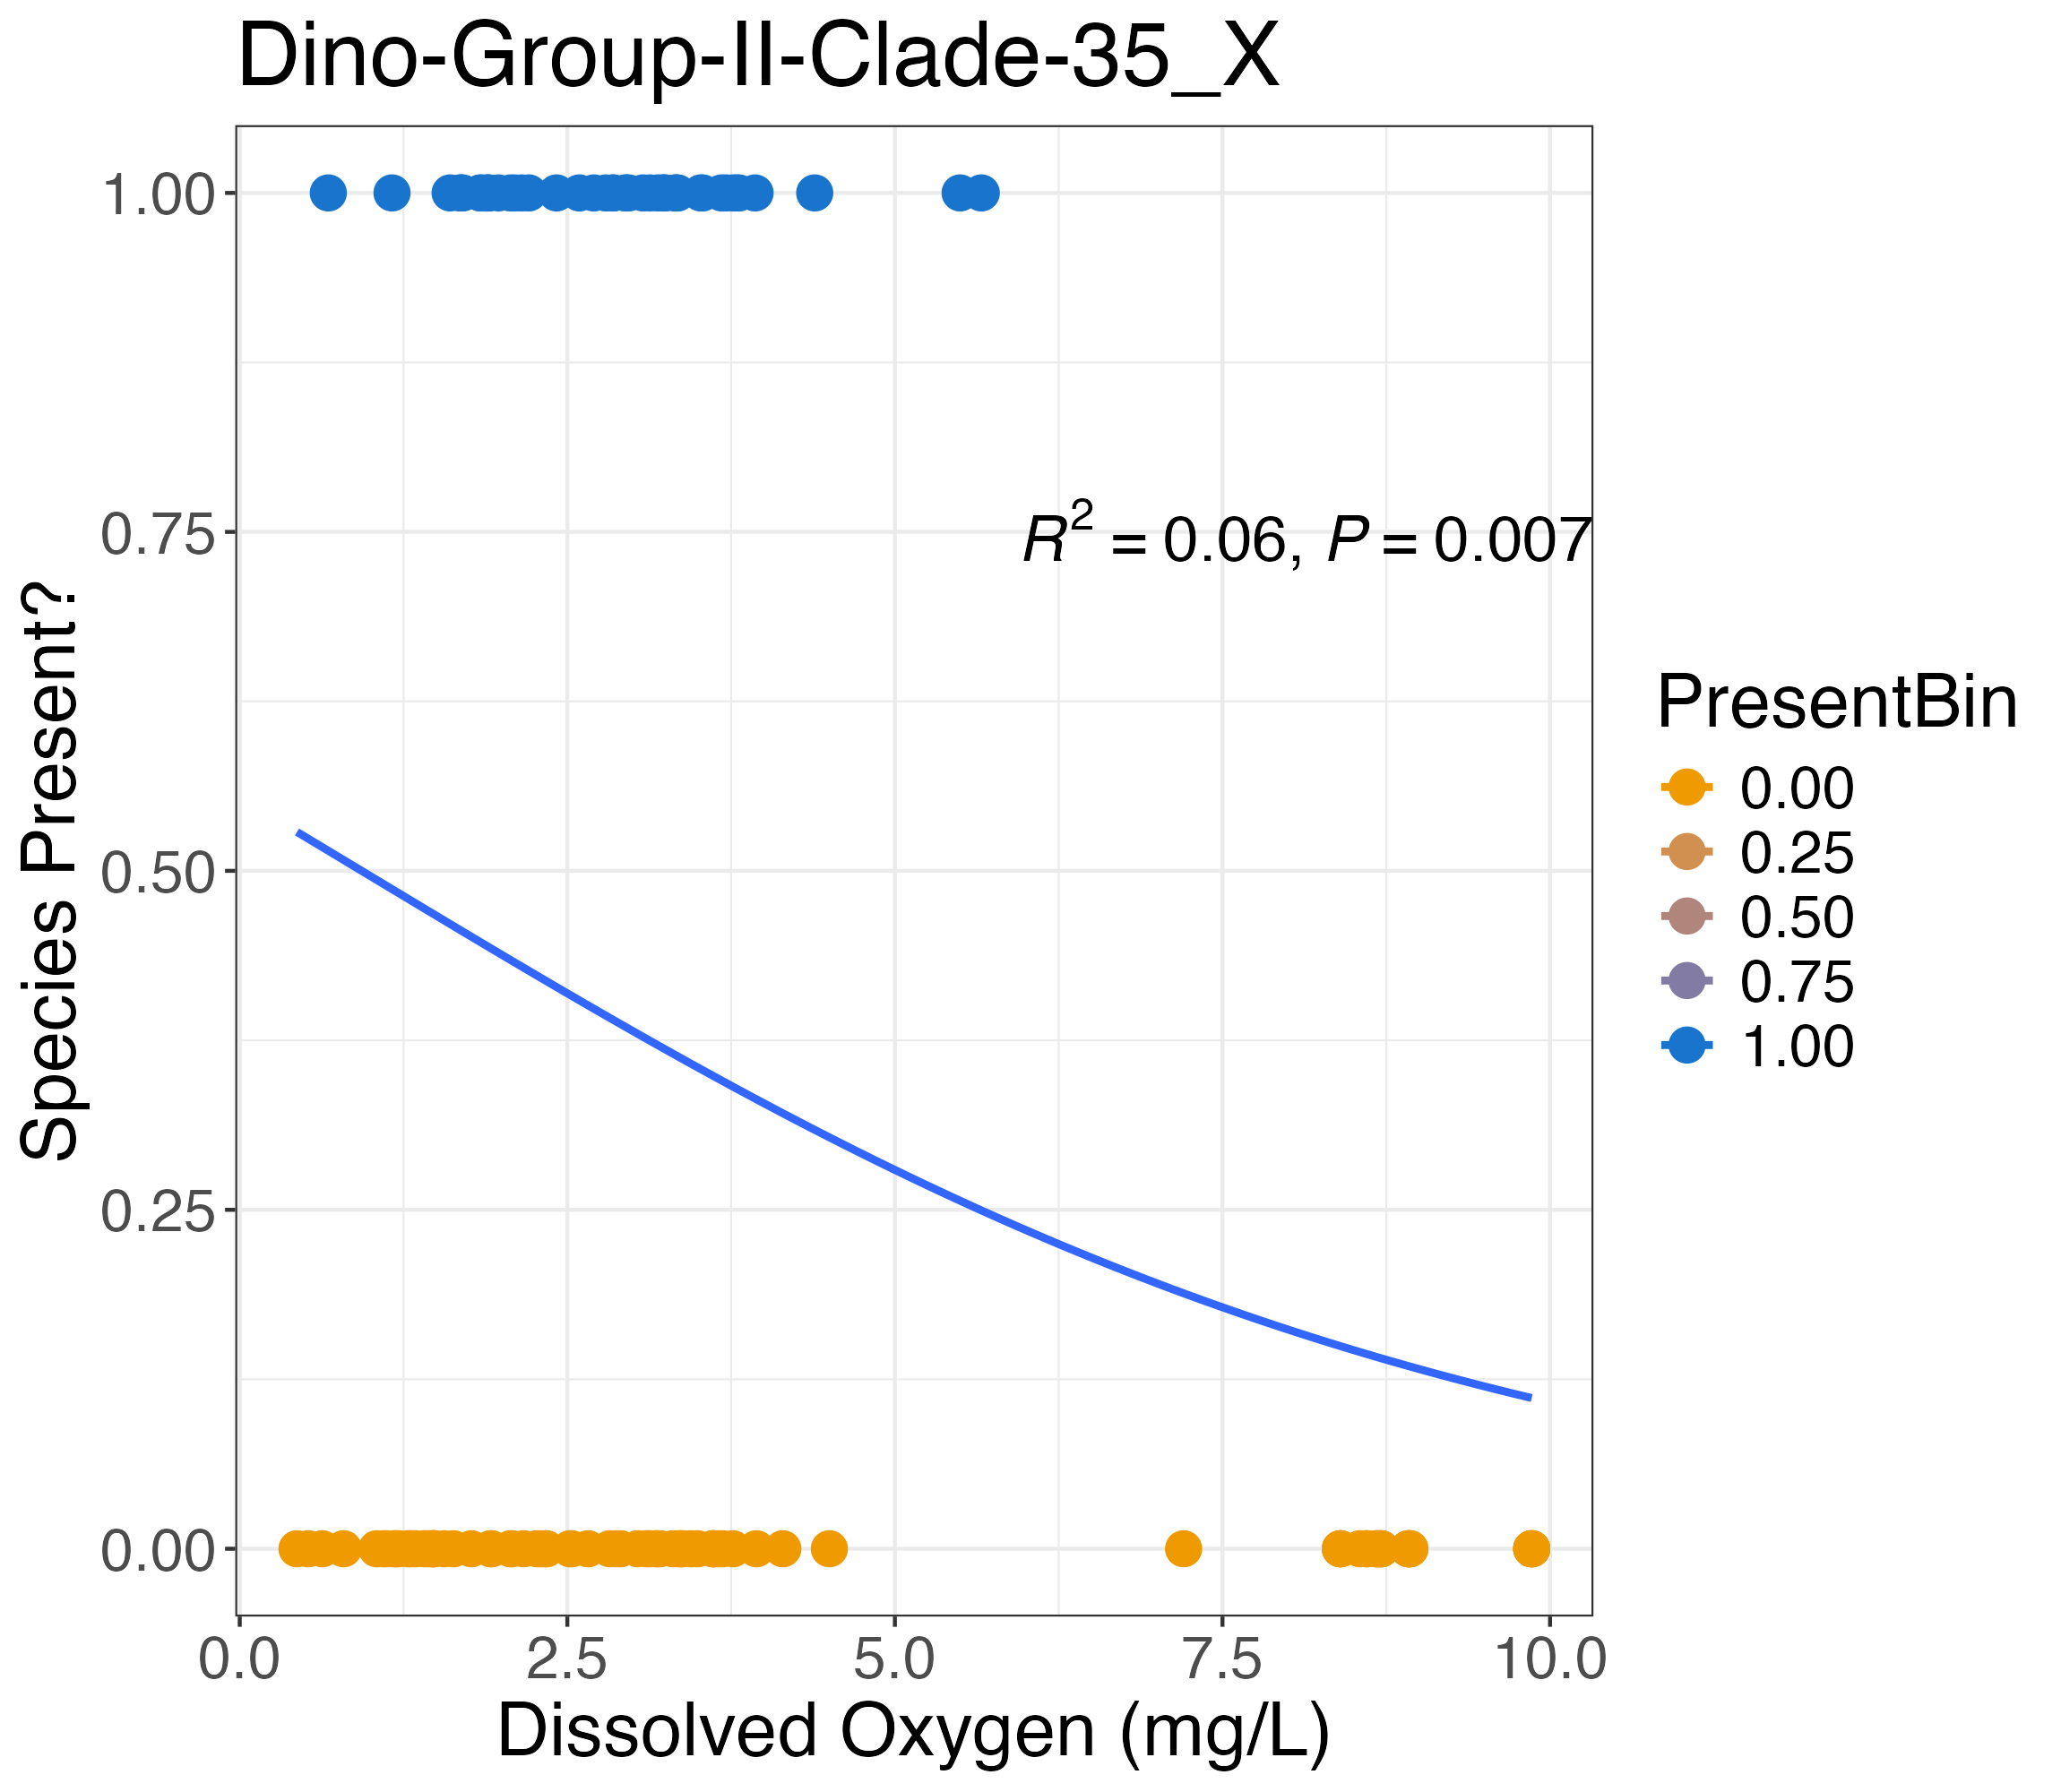 Dino-Group-II-Clade-35_X
1.00
0.75
0.50
0.25
0.00
Species Present?
R² = 0.06, P = 0.007
0.0 2.5 5.0 7.5 10.0
Dissolved Oxygen (mg/L)
PresentBin
0.00
0.25
0.50
0.75
1.00